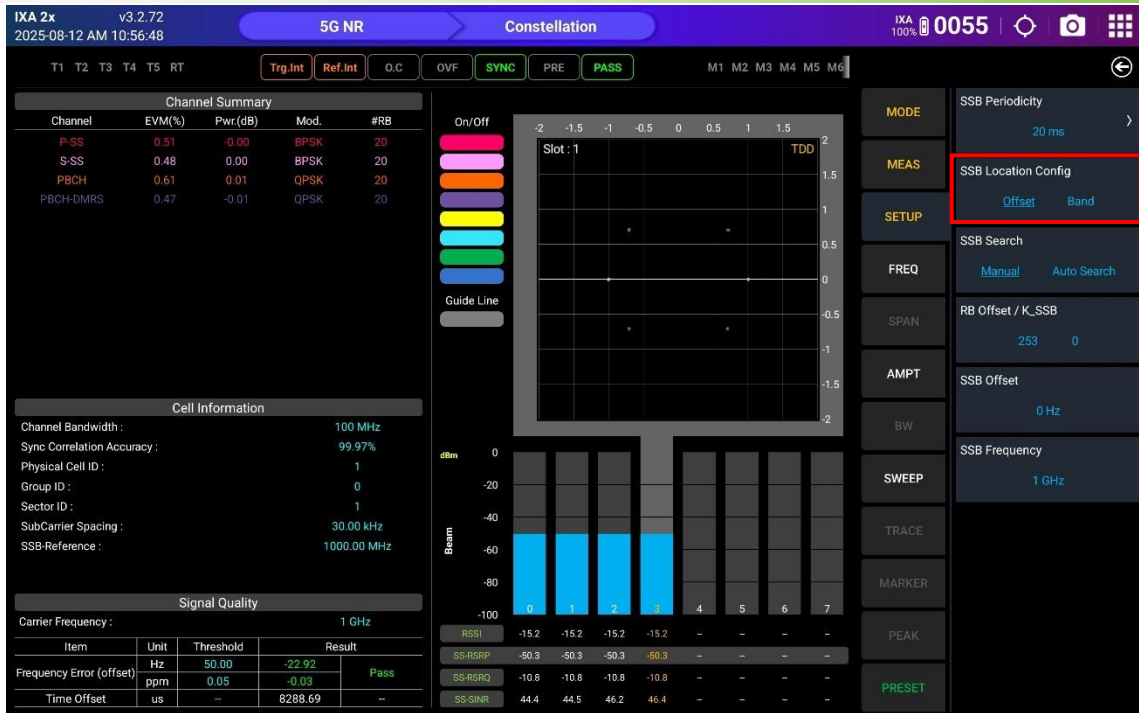 IXA 2x v3.2.72
2025-08-12 AM 10:56:48
5G NR
Constellation
IXA
100%
0055
T1 T2 T3 T4 T5 RT
Trg.Int Ref.Int O.C OVF SYNC PRE PASS
M1 M2 M3 M4 M5 M6
Channel Summary
Channel EVM(%) Pwr.(dB) Mod. #RB
P-SS 0.51 -0.00 BPSK 20
S-SS 0.48 0.00 BPSK 20
PBCH 0.61 0.01 QPSK 20
PBCH-DMRS 0.47 -0.01 QPSK 20
Cell Information
Channel Bandwidth : 100 MHz
Sync Correlation Accuracy : 99.97%
Physical Cell ID : 1
Group ID : 0
Sector ID : 1
SubCarrier Spacing : 30.00 kHz
SSB-Reference : 1000.00 MHz
Signal Quality
Carrier Frequency : 1 GHz
Item Unit Threshold Result
Frequency Error (offset) Hz 50.00 -22.92 Pass
ppm 0.05 -0.03
Time Offset us -- 8288.69 --
On/Off
Guide Line
-2 -1.5 -1 -0.5 0 0.5 1 1.5
Slot : 1 TDD
2
1.5
1
0.5
0
-0.5
-1
-1.5
-2
dBm
0
-20
-40
-60
-80
-100
Beam
0 1 2 3 4 5 6 7
RSSI -15.2 -15.2 -15.2 -15.2 -- -- -- --
SS-RSRP -50.3 -50.3 -50.3 -50.3 -- -- -- --
SS-RSRQ -10.8 -10.8 -10.8 -10.8 -- -- -- --
SS-SINR 44.4 44.5 46.2 46.4 -- -- -- --
MODE
MEAS
SETUP
FREQ
SPAN
AMPT
BW
SWEEP
TRACE
MARKER
PEAK
PRESET
SSB Periodicity
20 ms
SSB Location Config
Offset Band
SSB Search
Manual Auto Search
RB Offset / K_SSB
253 0
SSB Offset
0 Hz
SSB Frequency
1 GHz